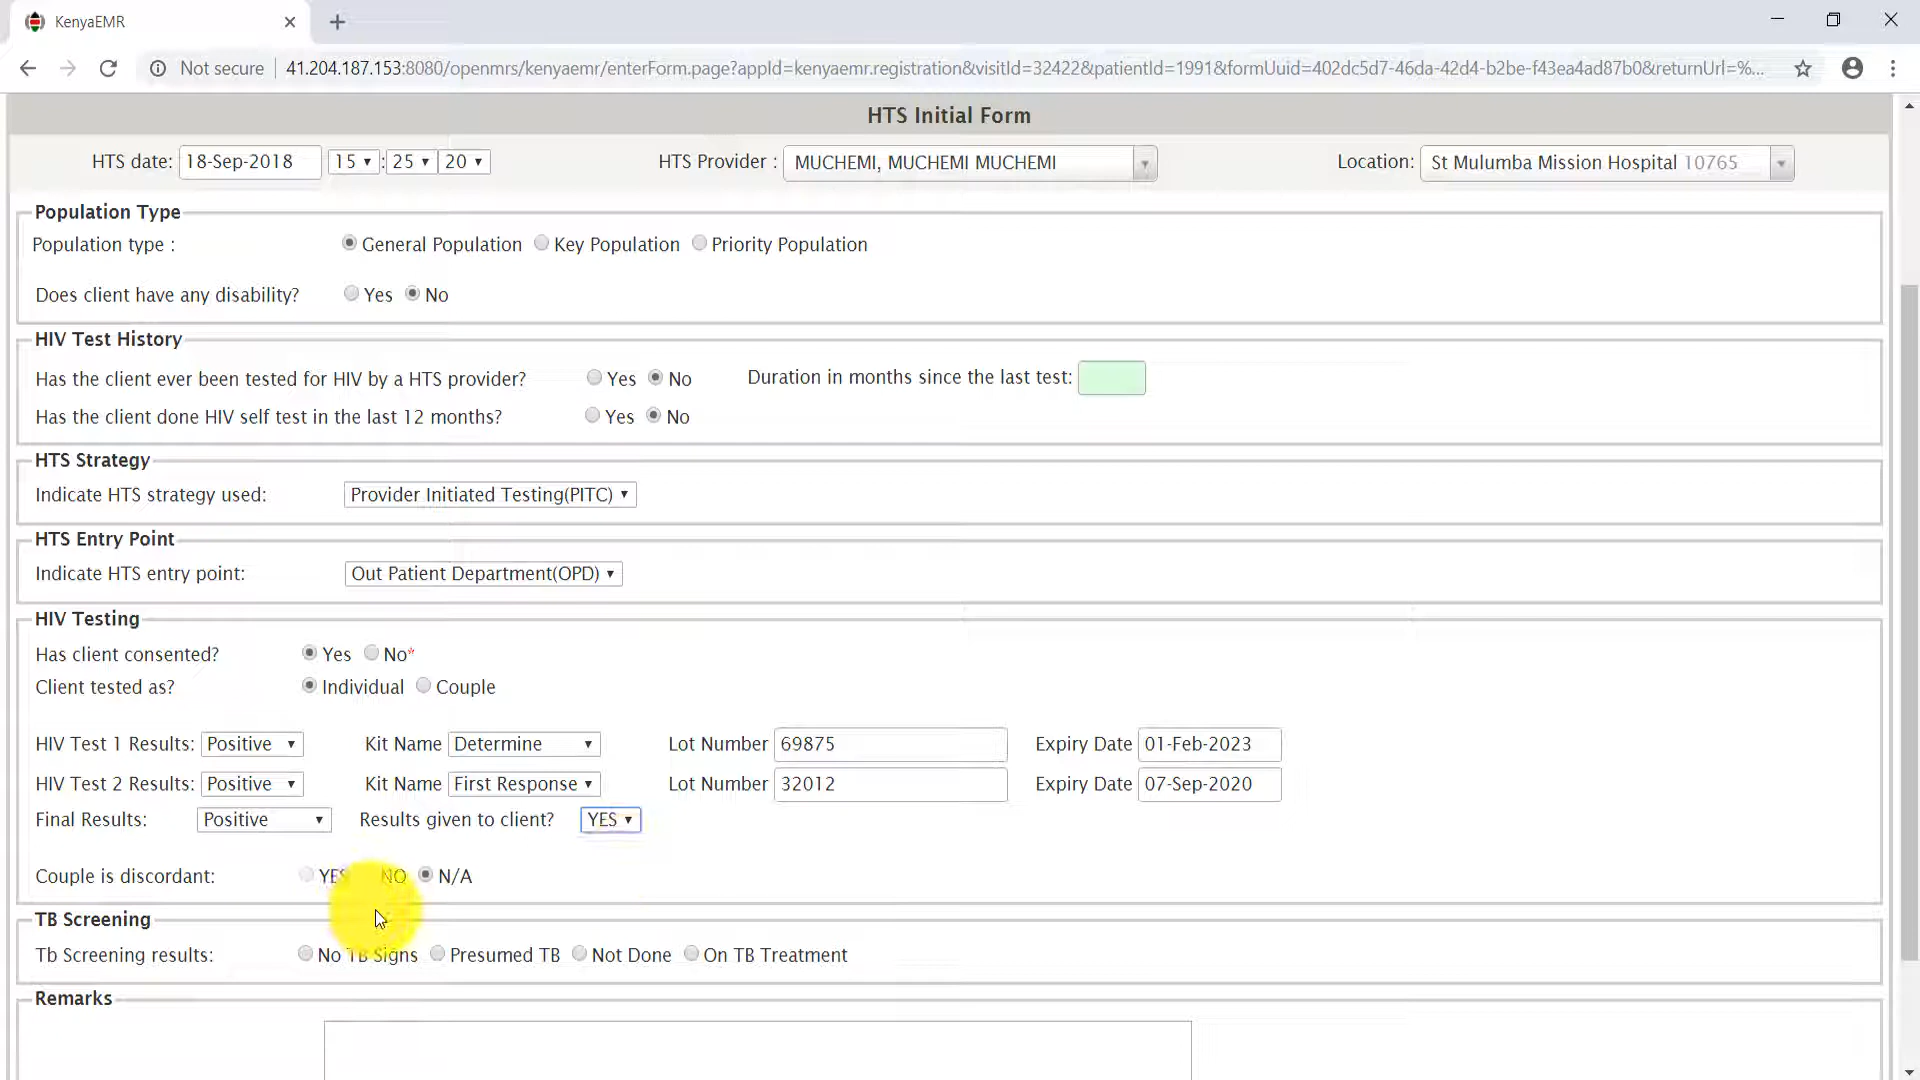 KenyaEMR
Not secure 41.204.187.153:8080/openmrs/kenyaemr/enterForm.page?appId=kenyaemr.registration&visitId=32422&patientId=1991&formUuid=402dc5d7-46da-42d4-b2be-f43ea4ad87b0&returnUrl=%...
HTS Initial Form
HTS date: 18-Sep-2018 15 : 25 20 HTS Provider : MUCHEMI, MUCHEMI MUCHEMI Location: St Mulumba Mission Hospital 10765
Population Type
Population type : General Population Key Population Priority Population
Does client have any disability? Yes No
HIV Test History
Has the client ever been tested for HIV by a HTS provider? Yes No Duration in months since the last test:
Has the client done HIV self test in the last 12 months? Yes No
HTS Strategy
Indicate HTS strategy used: Provider Initiated Testing(PITC)
HTS Entry Point
Indicate HTS entry point: Out Patient Department(OPD)
HIV Testing
Has client consented? Yes No*
Client tested as? Individual Couple
HIV Test 1 Results: Positive Kit Name Determine Lot Number 69875 Expiry Date 01-Feb-2023
HIV Test 2 Results: Positive Kit Name First Response Lot Number 32012 Expiry Date 07-Sep-2020
Final Results: Positive Results given to client? YES
Couple is discordant: YES NO N/A
TB Screening
Tb Screening results: No TB Signs Presumed TB Not Done On TB Treatment
Remarks